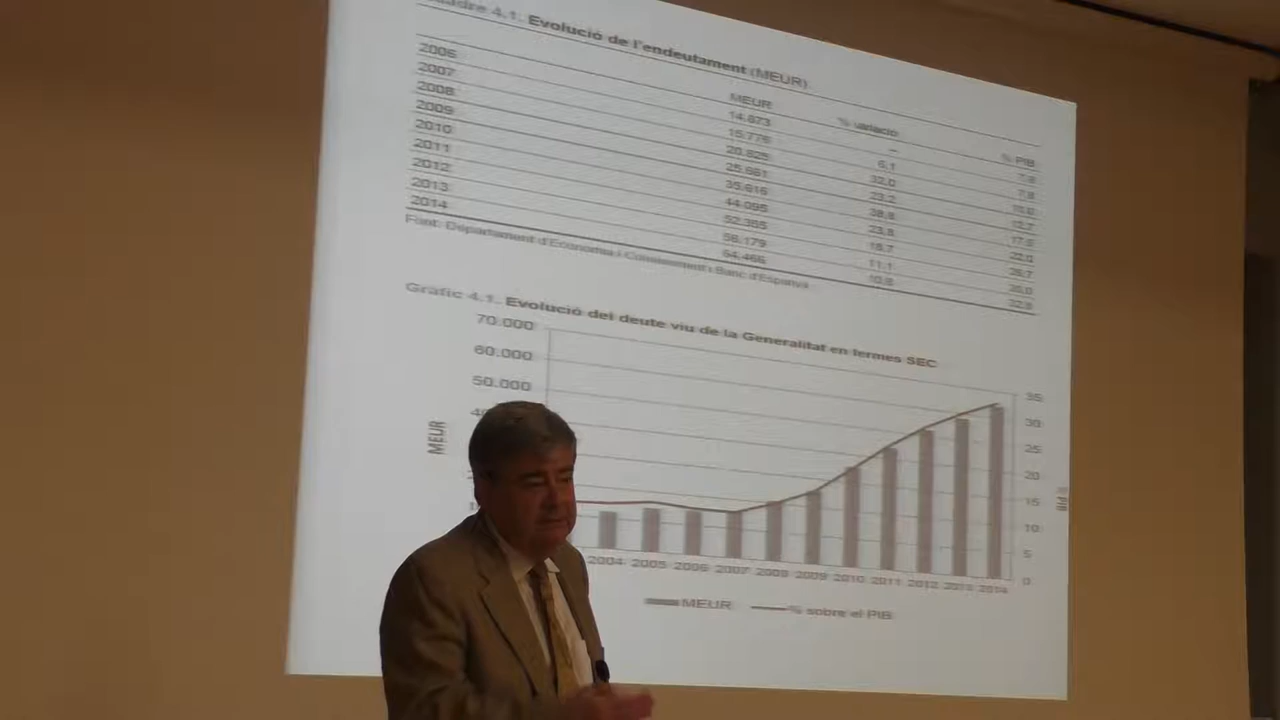 Quadre 4.1. Evolució de l'endeutament (MEUR)
MEUR % variació % PIB
2006 14.873 – 7,8
2007 15.776 6,1 7,8
2008 20.825 32,0
2009 25.661 23,2 12,7
2010 35.616 38,8 17,5
2011 44.095 23,8 22,0
2012 52.355 18,7 26,7
2013 58.179 11,1
2014 64.466 10,8 32,8
Font: Departament d'Economia i Coneixement i Banc d'Espanya
Gràfic 4.1. Evolució del deute viu de la Generalitat en termes SEC
70.000
60.000
50.000
MEUR
35
30
25
20
15
10
5
0
PIB
2004 2005 2006 2007 2008 2009 2010 2011 2012 2013 2014
MEUR % sobre el PIB